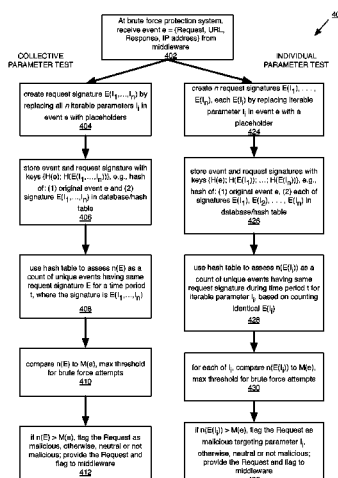 40
At brute force protection system,
receive event e = {Request, URL,
Response, IP address} from
middleware
402
COLLECTIVE
PARAMETER TEST
INDIVIDUAL
PARAMETER TEST
create request signature E(I1,...,In) by
replacing all n iterable parameters Ij in
event e with placeholders
404
store event and request signature with
keys {H(e); H(E(I1,...,In))}, e.g., hash
of: (1) original event e and (2)
signature E(I1,...,In) in database/hash
table
406
use hash table to assess n(E) as a
count of unique events having same
request signature E for a time period
t, where the signature is E(I1,...,In)
408
compare n(E) to M(e), max threshold
for brute force attempts
410
if n(E) > M(e), flag the Request as
malicious, otherwise, neutral or not
malicious; provide the Request and
flag to middleware
412
create n request signatures E(I1), . . . ,
E(In), each E(Ij) by replacing iterable
parameter Ij in event e with a
placeholder
424
store event and request signatures with
keys {H(e); H(E(I1)); ...; H(E(In))}, e.g.,
hash of: (1) original event e, (2) each of
signatures E(I1), E(I2), . . . , E(In) in
database/hash table
426
use hash table to assess n(E(Ij)) as a
count of unique events having same
request signature during time period t for
iterable parameter Ij, based on counting
identical E(Ij)
428
for each of Ij, compare n(E(Ij)) to M(e),
max threshold for brute force attempts
430
if n(E(Ij)) > M(e), flag the Request as
malicious targeting parameter Ij,
otherwise, neutral or not malicious;
provide the Request and flag to
middleware